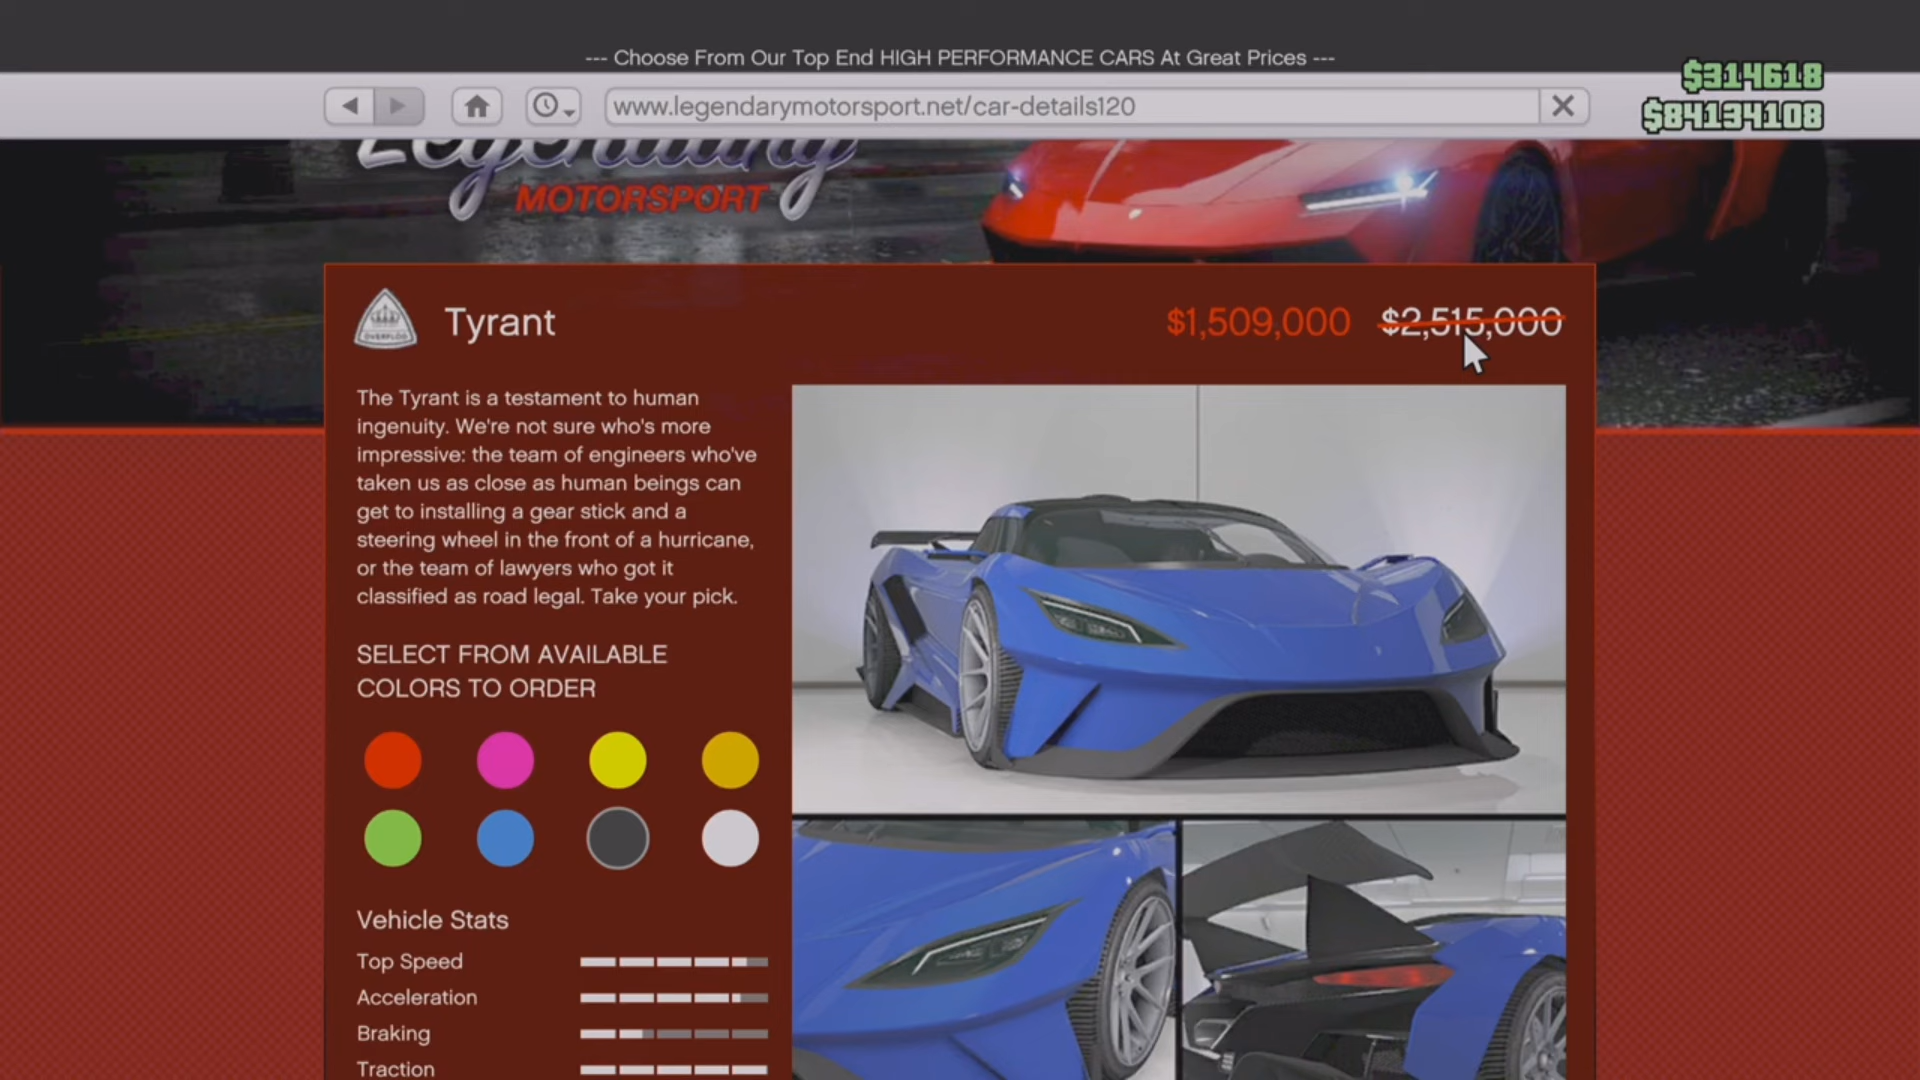 --- Choose From Our Top End HIGH PERFORMANCE CARS At Great Prices ---
$314618
www.legendarymotorsport.net/car-details120
$84134108
Legendary
MOTORSPORT
OVERFLOD
Tyrant
$1,509,000 $2,515,000
The Tyrant is a testament to human
ingenuity. We're not sure who's more
impressive: the team of engineers who've
taken us as close as human beings can
get to installing a gear stick and a
steering wheel in the front of a hurricane,
or the team of lawyers who got it
classified as road legal. Take your pick.
SELECT FROM AVAILABLE
COLORS TO ORDER
Vehicle Stats
Top Speed
Acceleration
Braking
Traction